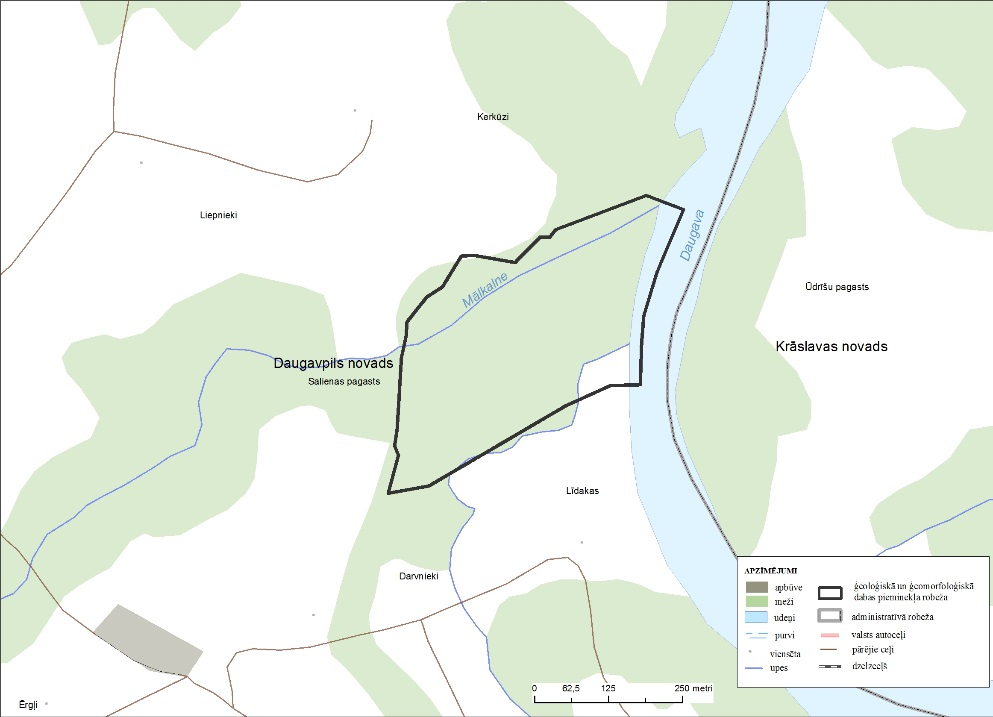 Kerkūzi
Liepnieki
Daugava
Mālkalne
Ūdrīšu pagasts
Krāslavas novads
Daugavpils novads
Salienas pagasts
Līdakas
Darvnieki
Ērgļi
0 62,5 125 250 metri
APZĪMĒJUMI
apbūve
meži
ūdeņi
purvi
viensēta
upes
ģeoloģiskā un ģeomorfoloģiskā
dabas pieminekļa robeža
administratīvā robeža
valsts autoceļi
pārējie ceļi
dzelzceļš